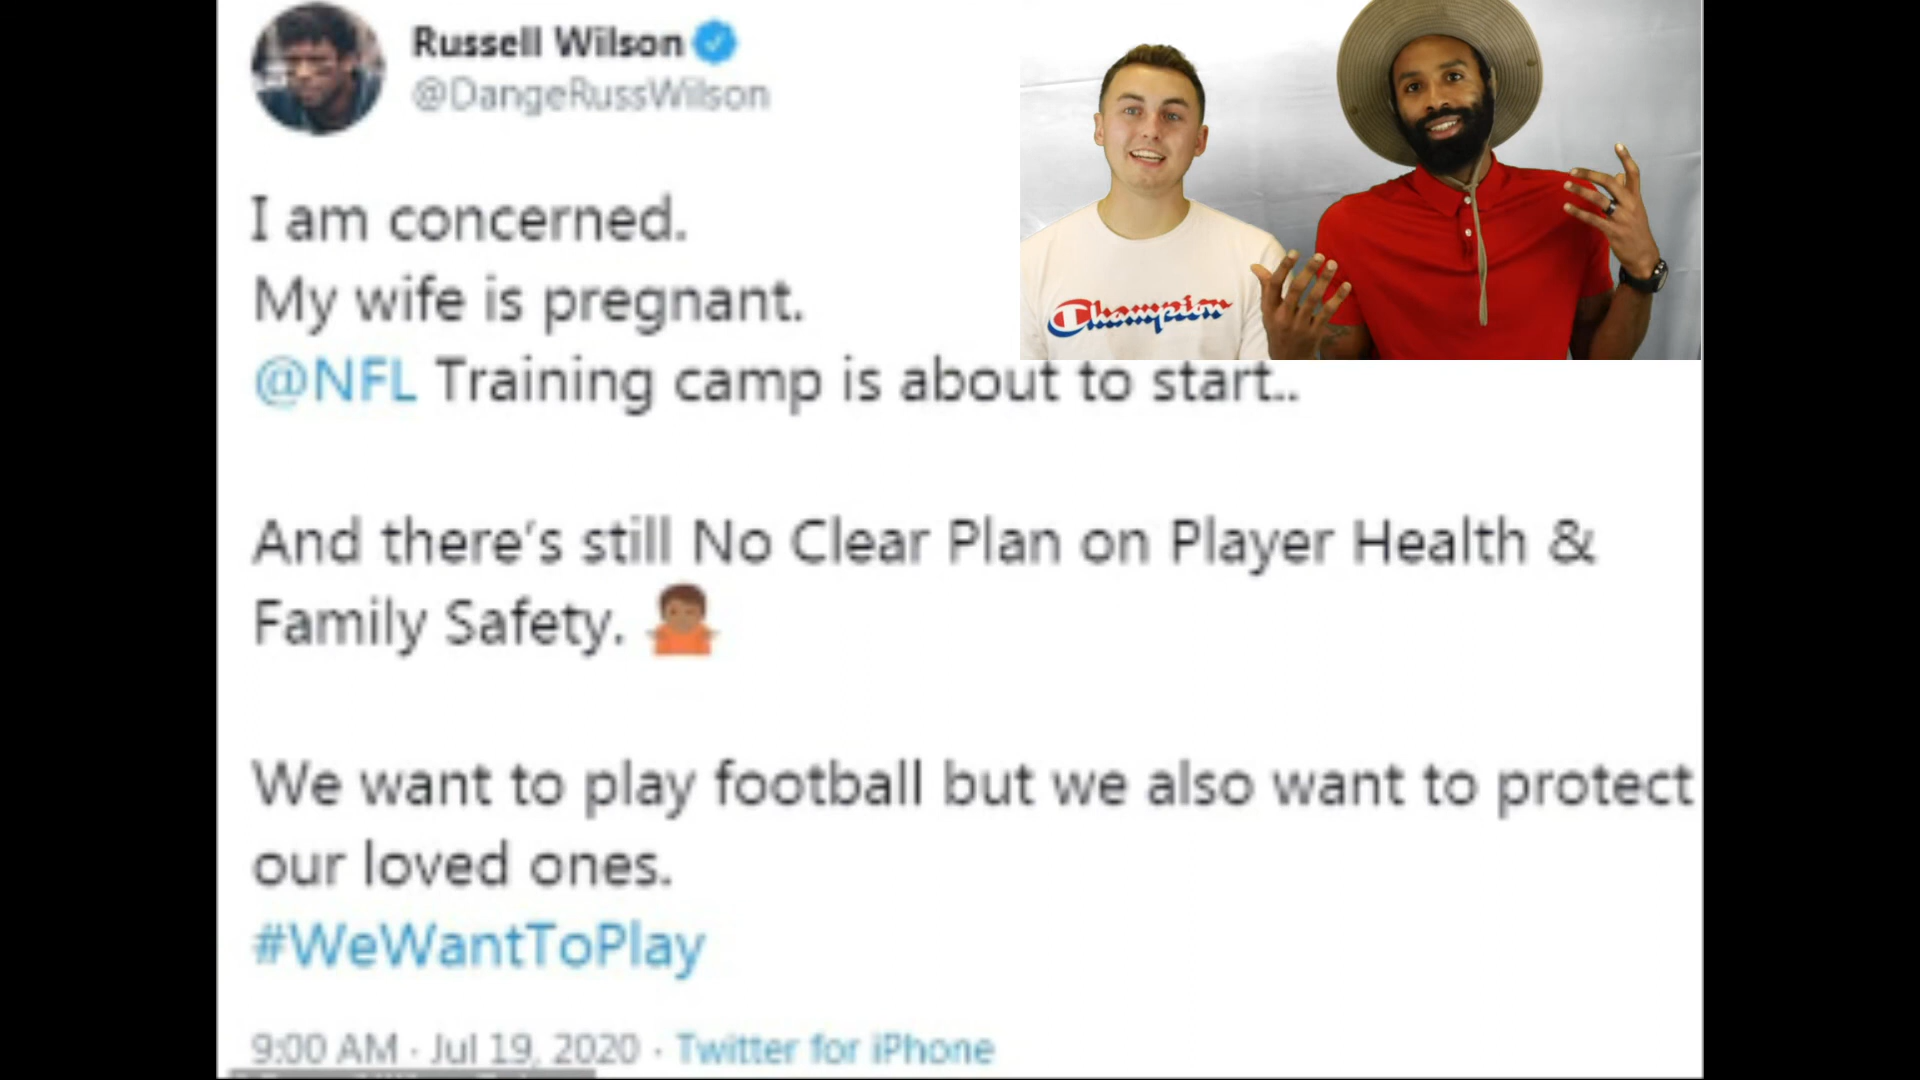 Russell Wilson
@DangeRussWilson
Champion
I am concerned.
My wife is pregnant.
@NFL Training camp is about to start..
And there's still No Clear Plan on Player Health &
Family Safety.
We want to play football but we also want to protect
our loved ones.
#WeWantToPlay
9:00 AM · Jul 19, 2020 · Twitter for iPhone